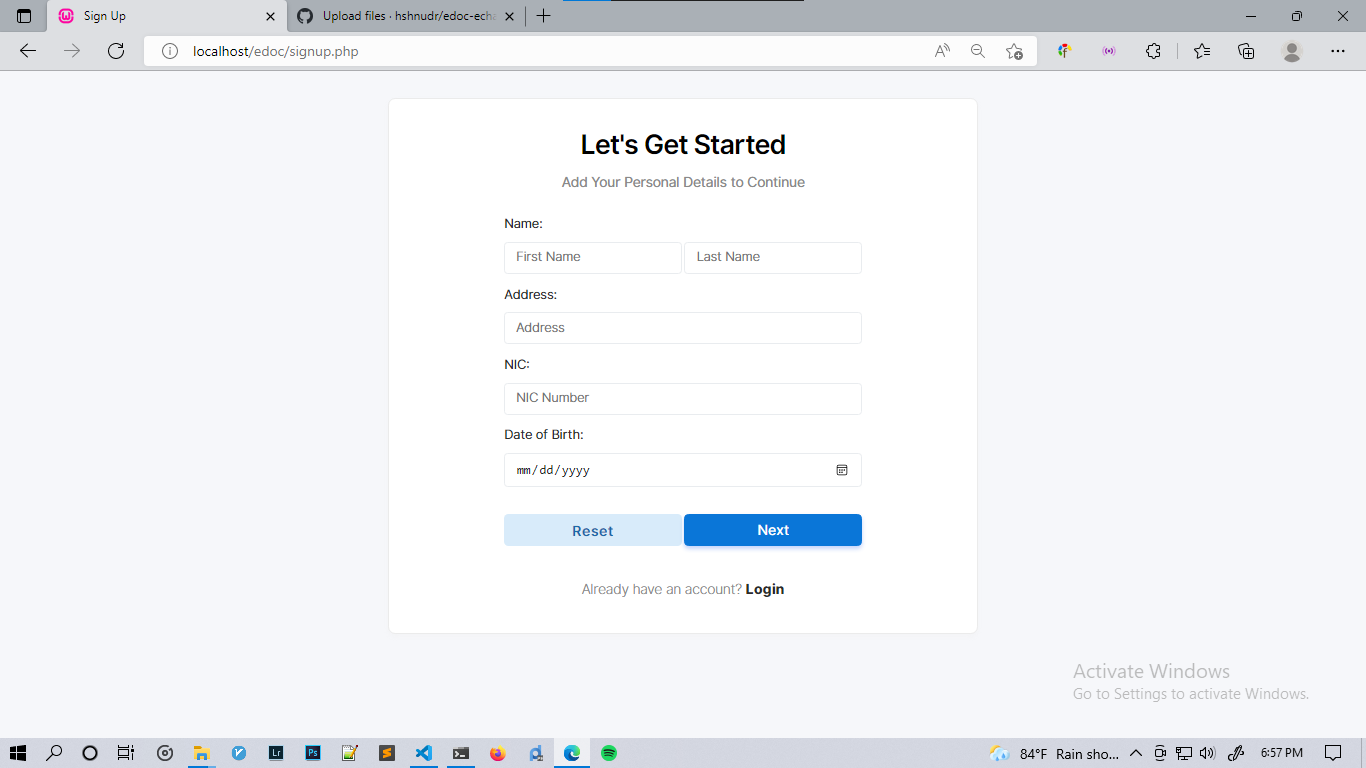 Sign Up
Upload files · hshnudr/edoc-echa
localhost/edoc/signup.php
Let's Get Started
Add Your Personal Details to Continue
Name:
First Name Last Name
Address:
Address
NIC:
NIC Number
Date of Birth:
mm/dd/yyyy
Reset Next
Already have an account? Login
Activate Windows
Go to Settings to activate Windows.
Lr Ps
84°F Rain sho... 6:57 PM